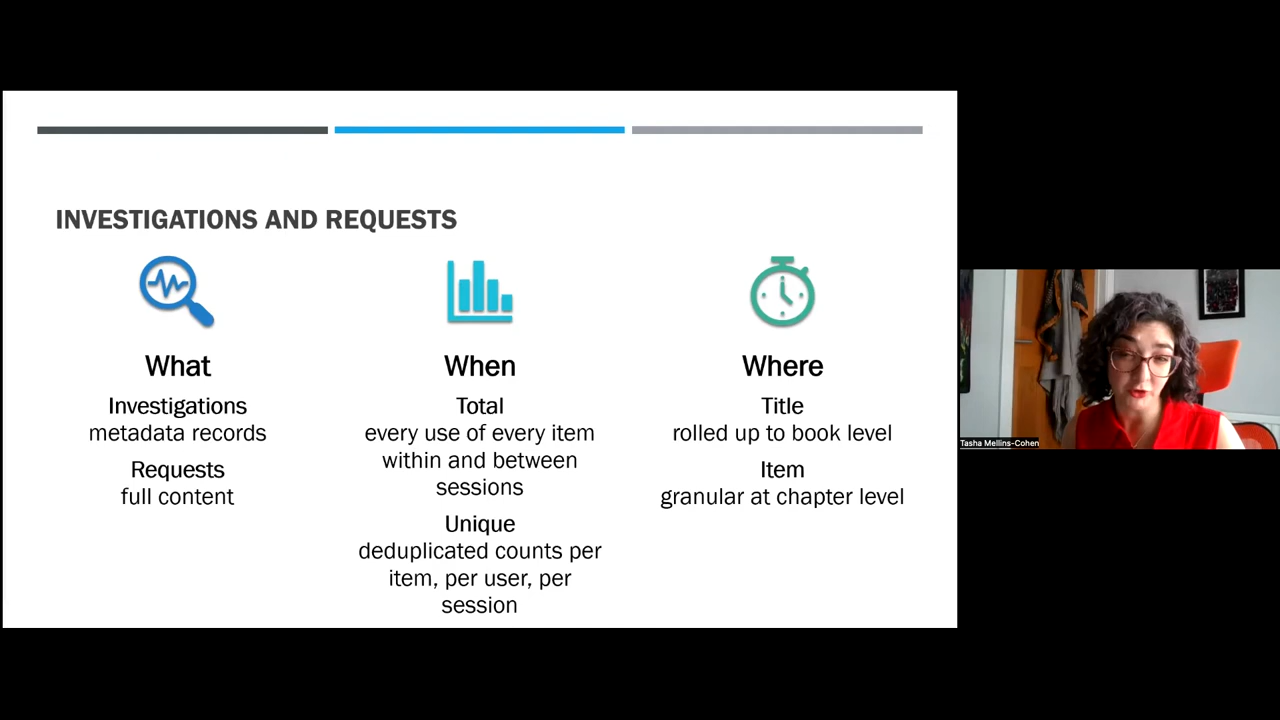 INVESTIGATIONS AND REQUESTS
What
Investigations
metadata records
Requests
full content
When
Total
every use of every item
within and between
sessions
Unique
deduplicated counts per
item, per user, per
session
Where
Title
rolled up to book level
Item
granular at chapter level
Tasha Mellins-Cohen